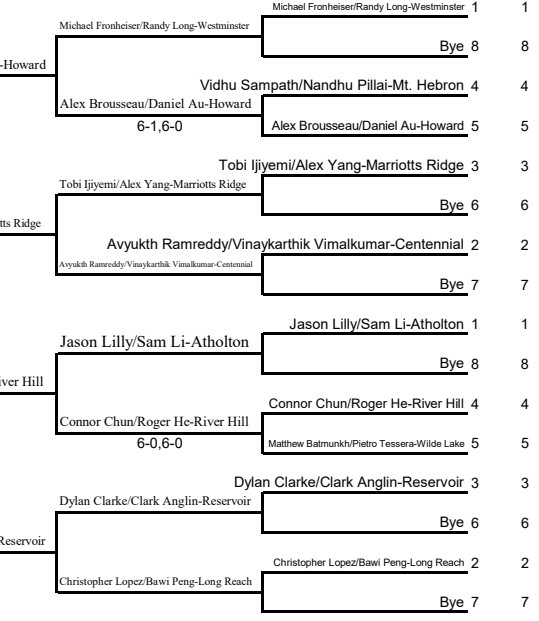 Michael Fronheiser/Randy Long-Westminster 1 1
Michael Fronheiser/Randy Long-Westminster
Bye 8 8
-Howard
Vidhu Sampath/Nandhu Pillai-Mt. Hebron 4 4
Alex Brousseau/Daniel Au-Howard
6-1,6-0
Alex Brousseau/Daniel Au-Howard 5 5
Tobi Ijiyemi/Alex Yang-Marriotts Ridge 3 3
Tobi Ijiyemi/Alex Yang-Marriotts Ridge
Bye 6 6
tts Ridge
Avyukth Ramreddy/Vinaykarthik Vimalkumar-Centennial 2 2
Avyukth Ramreddy/Vinaykarthik Vimalkumar-Centennial
Bye 7 7
Jason Lilly/Sam Li-Atholton 1 1
Jason Lilly/Sam Li-Atholton
Bye 8 8
iver Hill
Connor Chun/Roger He-River Hill 4 4
Connor Chun/Roger He-River Hill
6-0,6-0
Matthew Batmunkh/Pietro Tessera-Wilde Lake 5 5
Dylan Clarke/Clark Anglin-Reservoir 3 3
Dylan Clarke/Clark Anglin-Reservoir
Bye 6 6
Reservoir
Christopher Lopez/Bawi Peng-Long Reach 2 2
Christopher Lopez/Bawi Peng-Long Reach
Bye 7 7